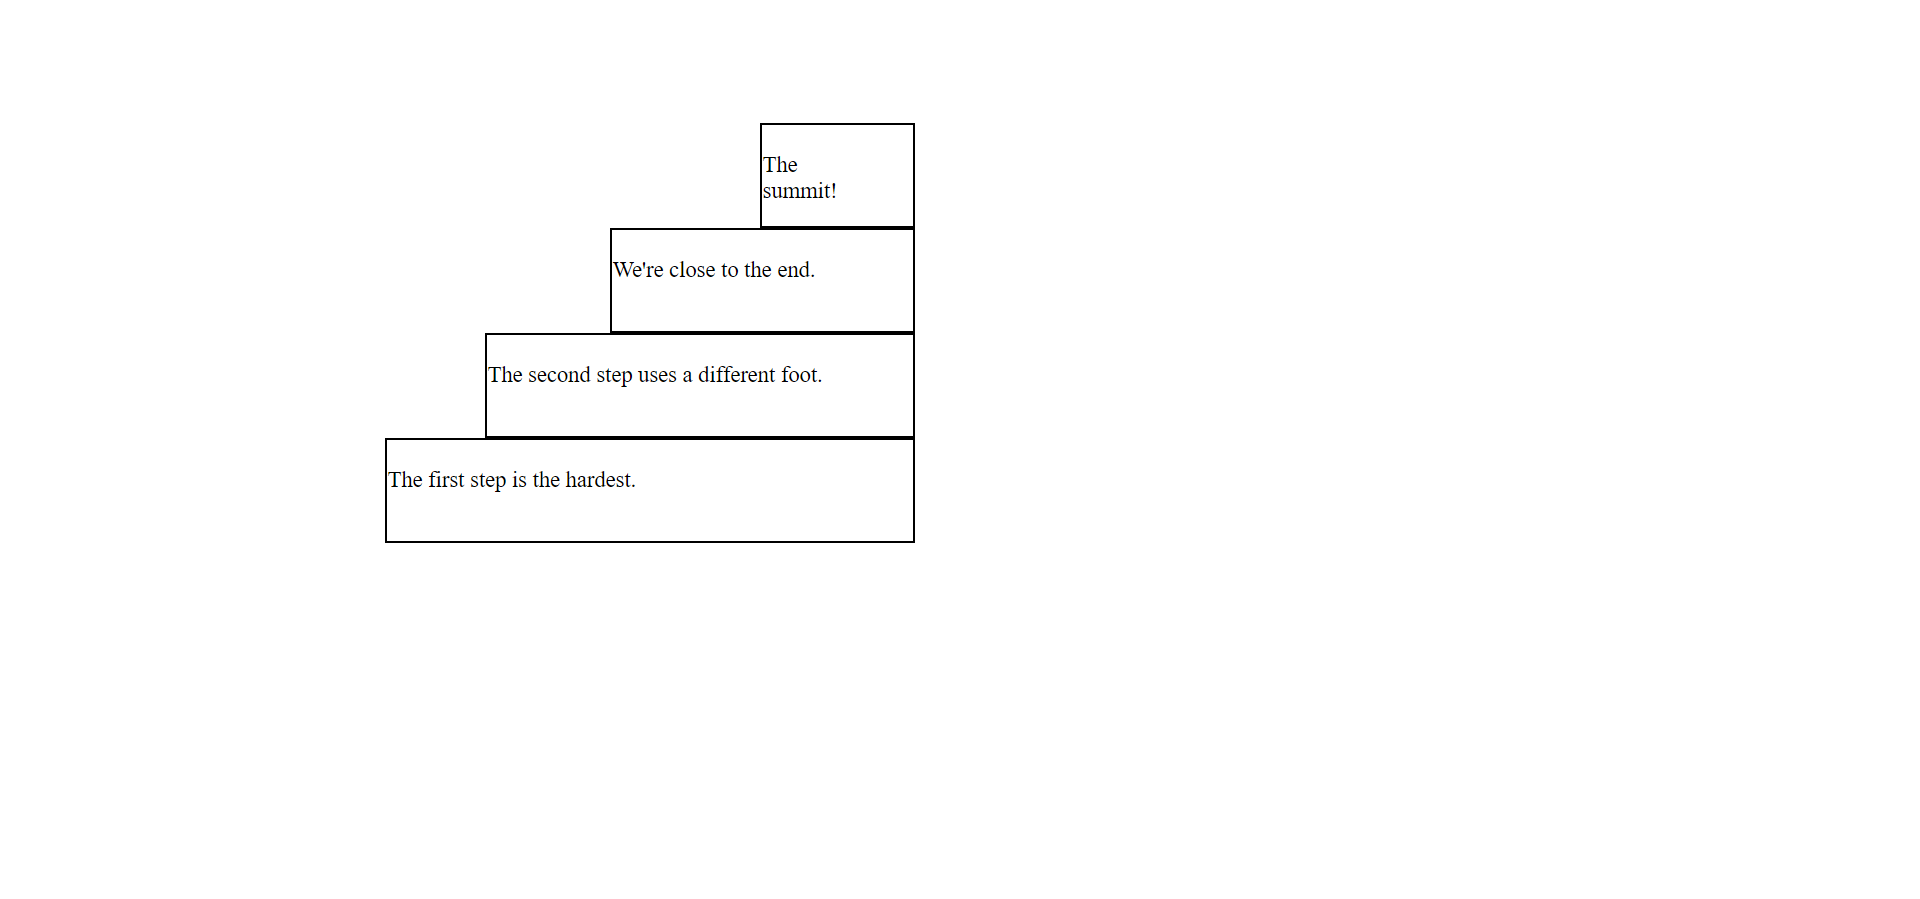 The
summit!
We're close to the end.
The second step uses a different foot.
The first step is the hardest.